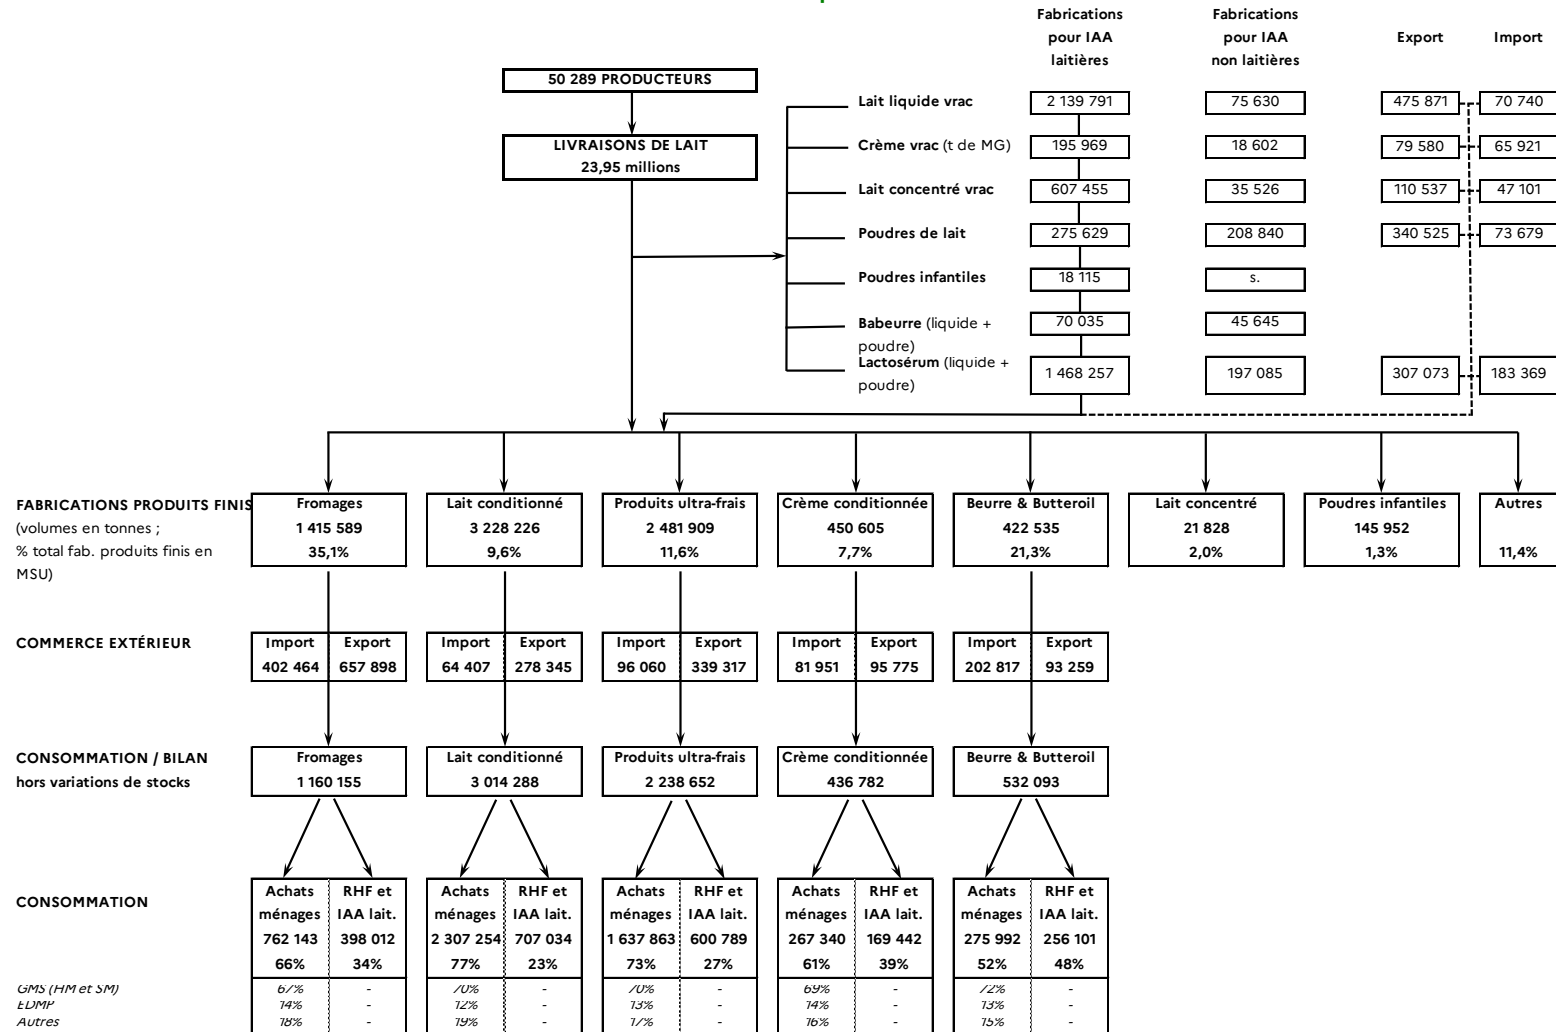 Fabrications
pour IAA
laitières
Fabrications
pour IAA
non laitières
Export
Import
50 289 PRODUCTEURS
LIVRAISONS DE LAIT
23,95 millions
Lait liquide vrac 2 139 791 75 630 475 871 70 740
Crème vrac (t de MG) 195 969 18 602 79 580 65 921
Lait concentré vrac 607 455 35 526 110 537 47 101
Poudres de lait 275 629 208 840 340 525 73 679
Poudres infantiles 18 115 s.
Babeurre (liquide + 70 035 45 645
poudre)
Lactosérum (liquide +
poudre) 1 468 257 197 085 307 073 183 369
FABRICATIONS PRODUITS FINIS Fromages Lait conditionné Produits ultra-frais Crème conditionnée Beurre & Butteroil Lait concentré Poudres infantiles Autres
(volumes en tonnes ; 1 415 589 3 228 226 2 481 909 450 605 422 535 21 828 145 952
% total fab. produits finis en 35,1% 9,6% 11,6% 7,7% 21,3% 2,0% 1,3% 11,4%
MSU)
COMMERCE EXTÉRIEUR Import Export Import Export Import Export Import Export Import Export
402 464 657 898 64 407 278 345 96 060 339 317 81 951 95 775 202 817 93 259
CONSOMMATION / BILAN Fromages Lait conditionné Produits ultra-frais Crème conditionnée Beurre & Butteroil
hors variations de stocks 1 160 155 3 014 288 2 238 652 436 782 532 093
CONSOMMATION Achats RHF et Achats RHF et Achats RHF et Achats RHF et Achats RHF et
ménages IAA lait. ménages IAA lait. ménages IAA lait. ménages IAA lait. ménages IAA lait.
762 143 398 012 2 307 254 707 034 1 637 863 600 789 267 340 169 442 275 992 256 101
66% 34% 77% 23% 73% 27% 61% 39% 52% 48%
GMS (HM et SM) 67% - 70% - 70% - 69% - 72% -
EDMP 14% - 12% - 13% - 14% - 13% -
Autres 18% - 19% - 17% - 16% - 15% -